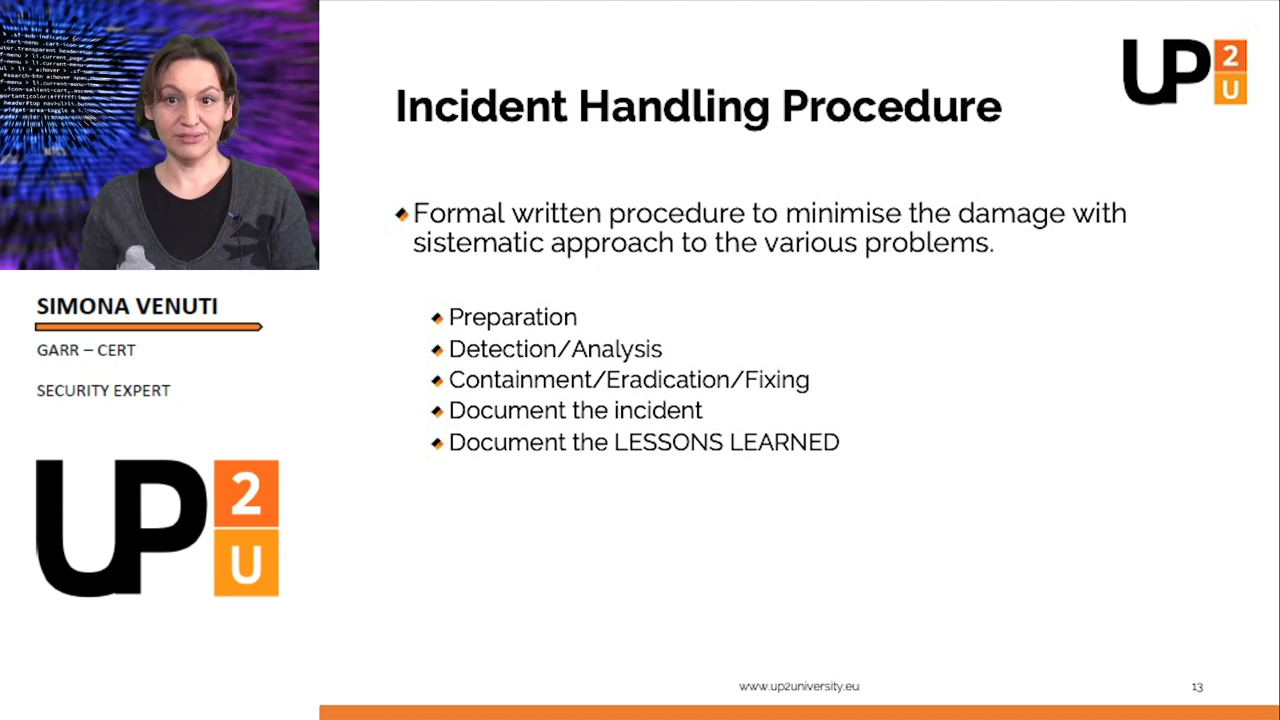 UP2U
Incident Handling Procedure
Formal written procedure to minimise the damage with
sistematic approach to the various problems.
Preparation
Detection/Analysis
Containment/Eradication/Fixing
Document the incident
Document the LESSONS LEARNED
SIMONA VENUTI
GARR – CERT
SECURITY EXPERT
UP2U
www.up2university.eu
13